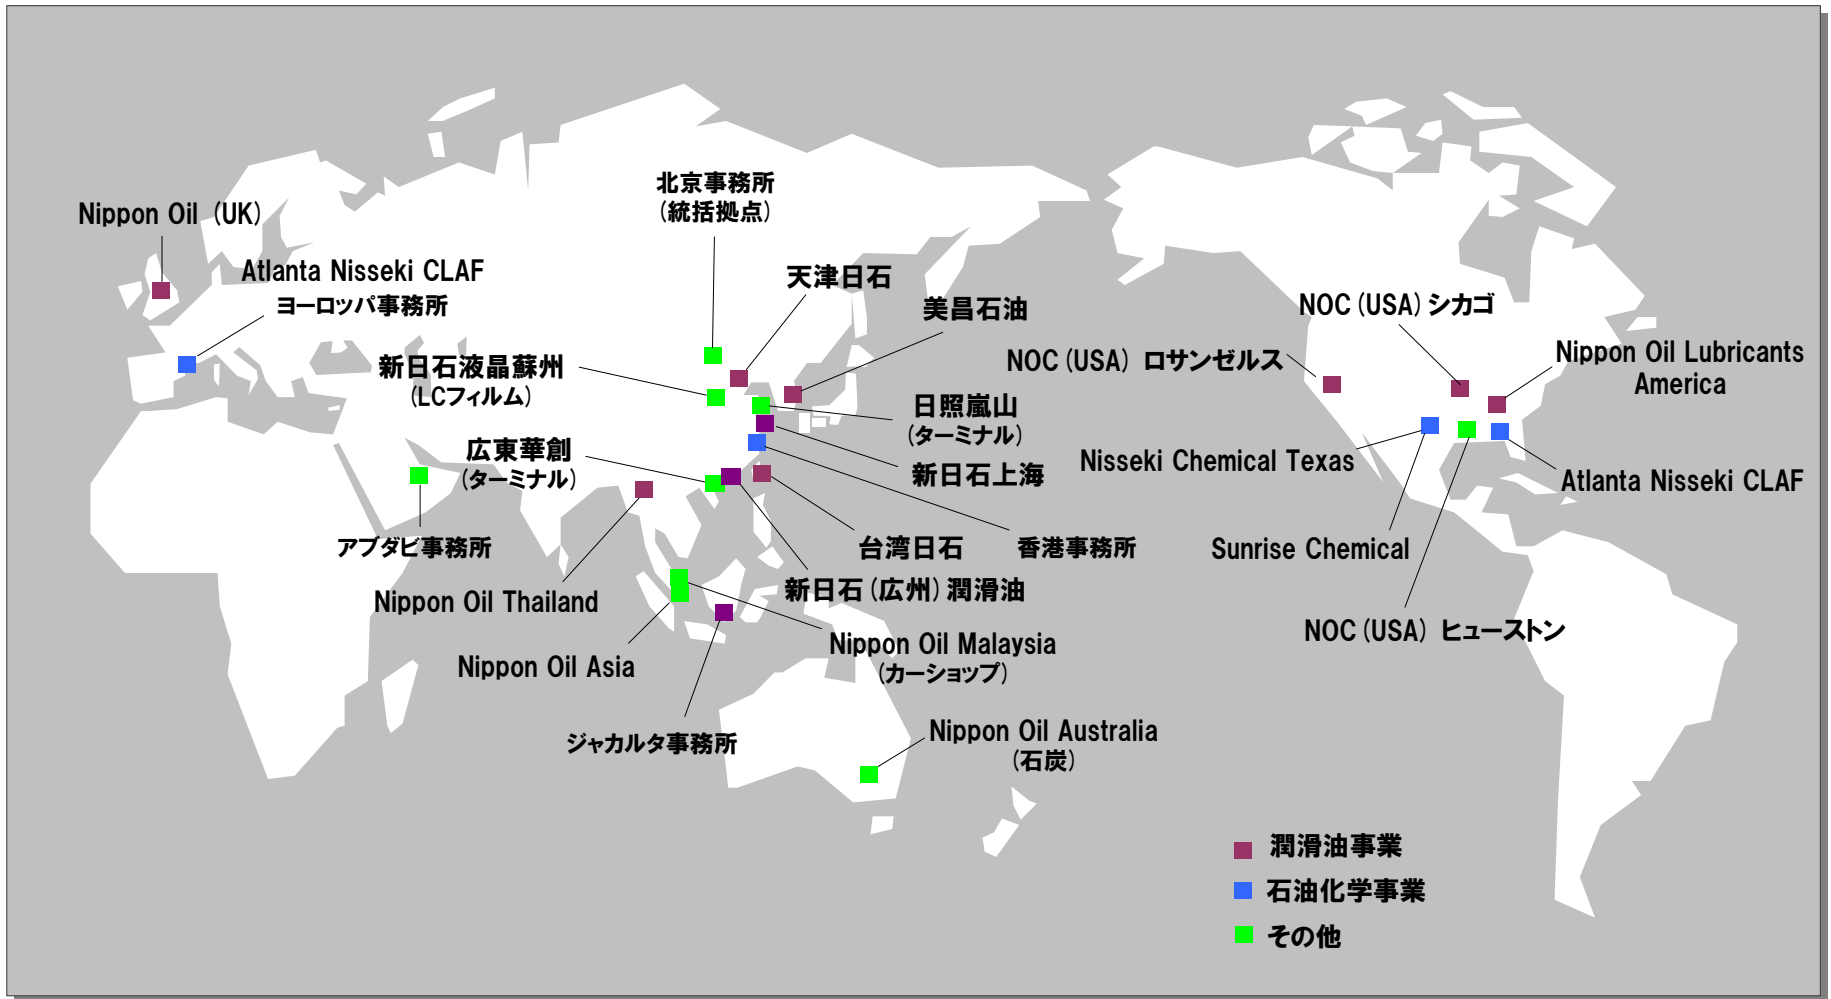 北京事務所
(統括拠点)
Nippon Oil (UK)
Atlanta Nisseki CLAF
ヨーロッパ事務所
天津日石
美昌石油
NOC (USA) シカゴ
新日石液晶蘇州
(LCフィルム)
NOC (USA) ロサンゼルス
Nippon Oil Lubricants
America
日照嵐山
(ターミナル)
広東華創
(ターミナル)
新日石上海
Nisseki Chemical Texas
Atlanta Nisseki CLAF
アブダビ事務所
台湾日石
香港事務所
Sunrise Chemical
新日石 (広州) 潤滑油
Nippon Oil Thailand
NOC (USA) ヒューストン
Nippon Oil Malaysia
(カーショップ)
Nippon Oil Asia
ジャカルタ事務所
Nippon Oil Australia
(石炭)
潤滑油事業
石油化学事業
その他